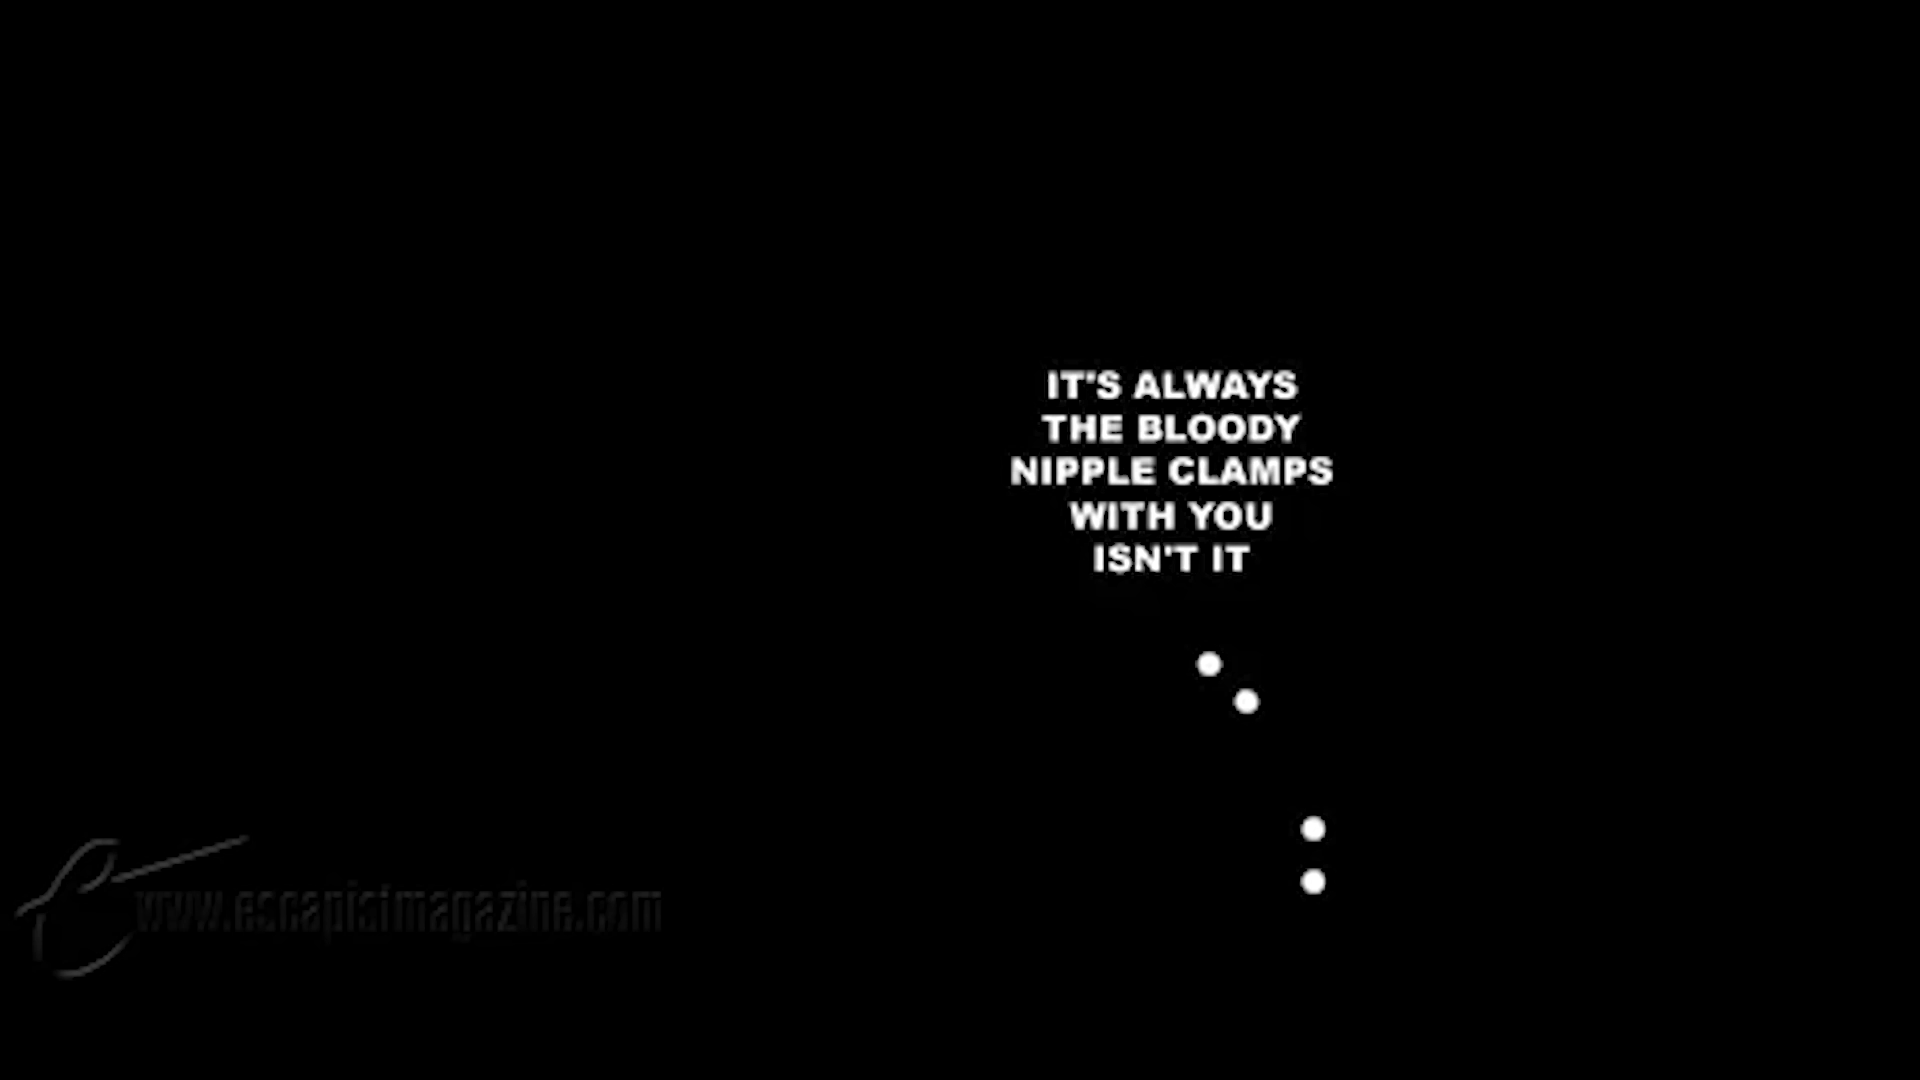 IT'S ALWAYS
THE BLOODY
NIPPLE CLAMPS
WITH YOU
ISN'T IT
www.escapistmagazine.com